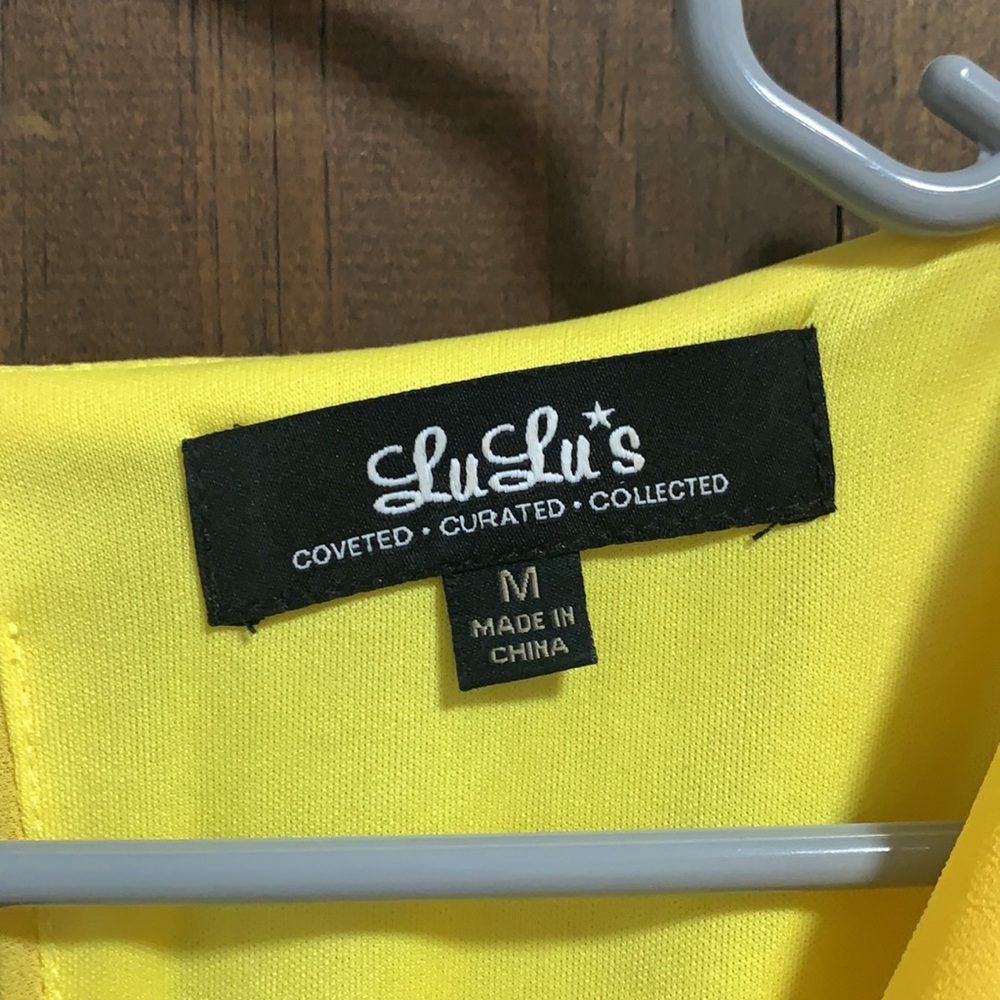 LuLu*s
COVETED • CURATED • COLLECTED
M
MADE IN
CHINA